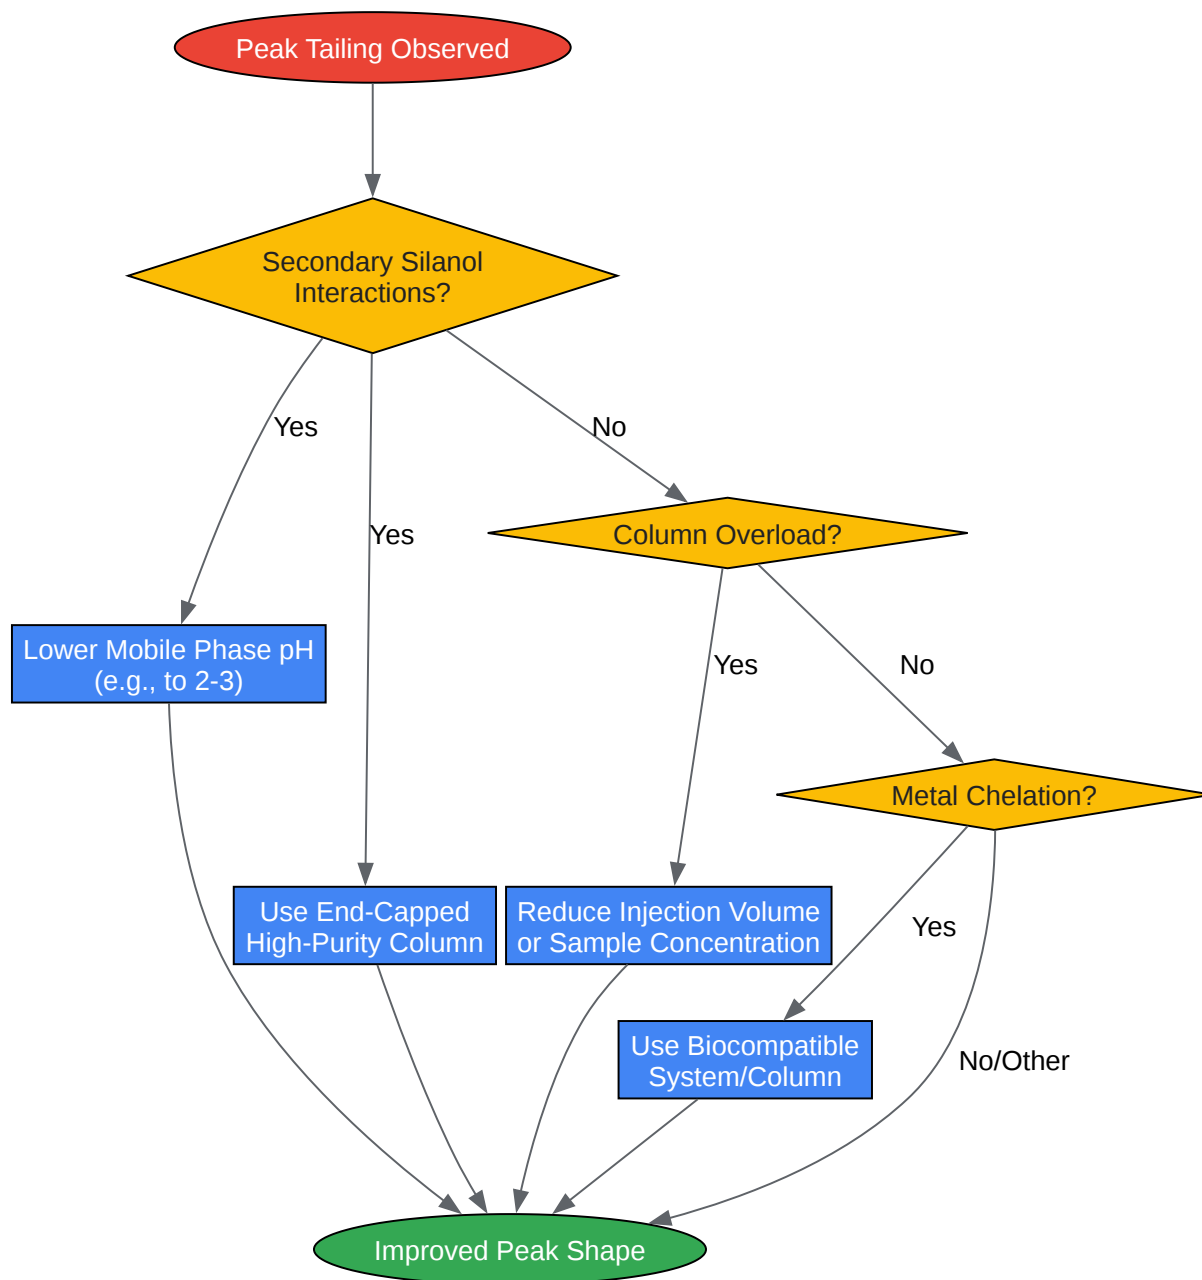 Peak Tailing Observed
Secondary Silanol
Interactions?
Yes
No
Yes
Column Overload?
Lower Mobile Phase pH
(e.g., to 2-3)
Yes
No
Metal Chelation?
Use End-Capped
High-Purity Column
Reduce Injection Volume
or Sample Concentration
Yes
Use Biocompatible
System/Column
No/Other
Improved Peak Shape